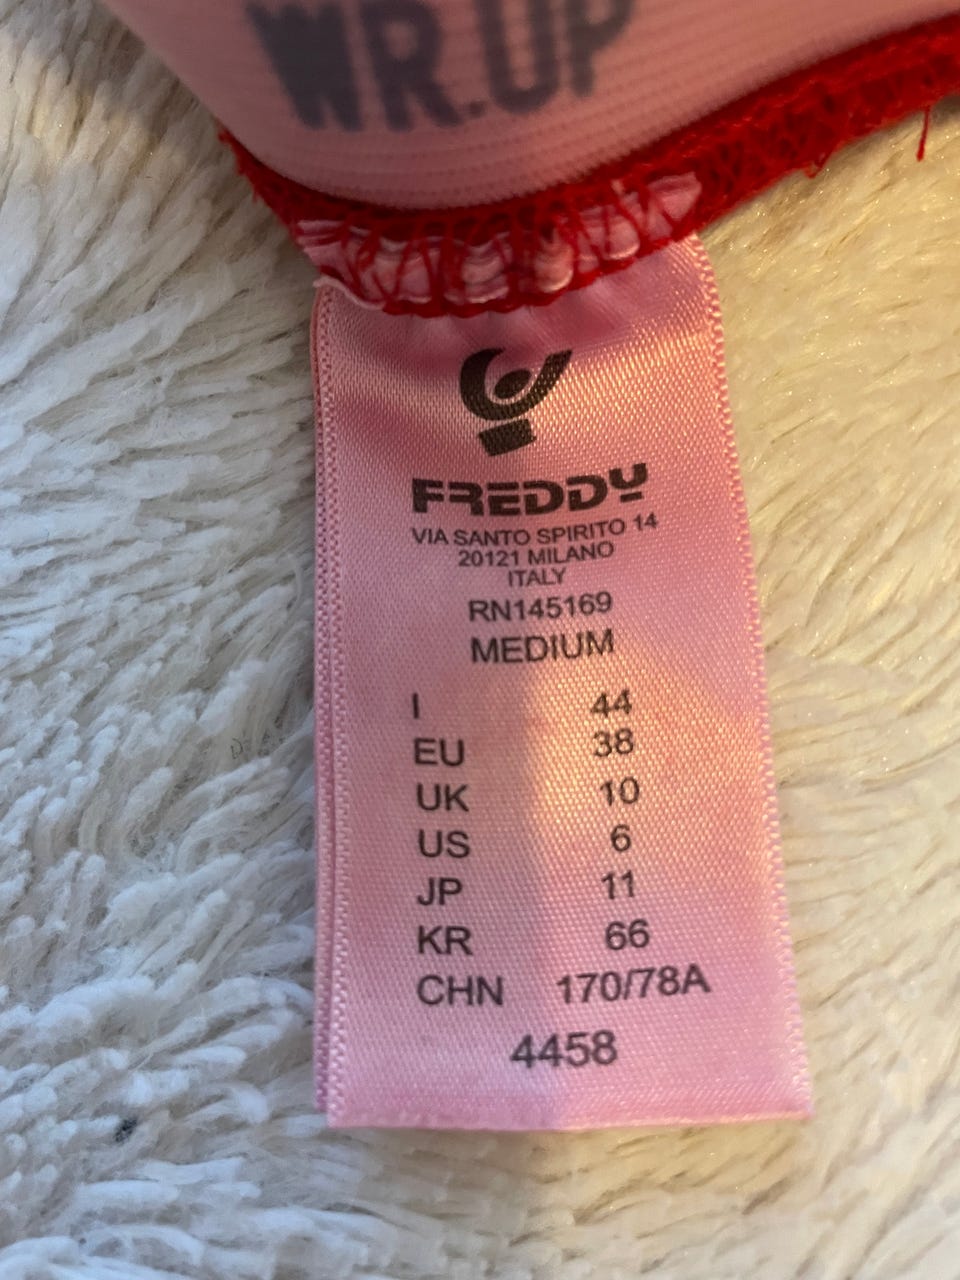 WR.UP
FREDDY
VIA SANTO SPIRITO 14
20121 MILANO
ITALY
RN145169
MEDIUM
I 44
EU 38
UK 10
US 6
JP 11
KR 66
CHN 170/78A
4458